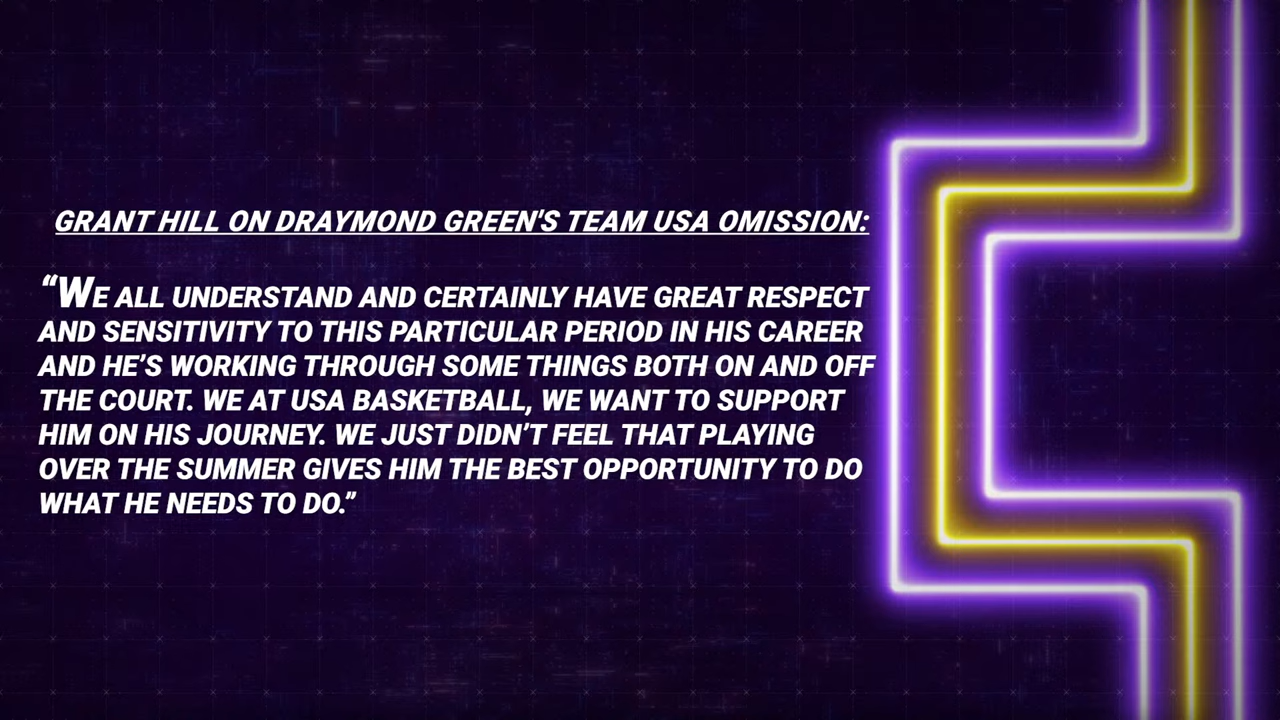 GRANT HILL ON DRAYMOND GREEN'S TEAM USA OMISSION:
“WE ALL UNDERSTAND AND CERTAINLY HAVE GREAT RESPECT
AND SENSITIVITY TO THIS PARTICULAR PERIOD IN HIS CAREER
AND HE’S WORKING THROUGH SOME THINGS BOTH ON AND OFF
THE COURT. WE AT USA BASKETBALL, WE WANT TO SUPPORT
HIM ON HIS JOURNEY. WE JUST DIDN’T FEEL THAT PLAYING
OVER THE SUMMER GIVES HIM THE BEST OPPORTUNITY TO DO
WHAT HE NEEDS TO DO.”